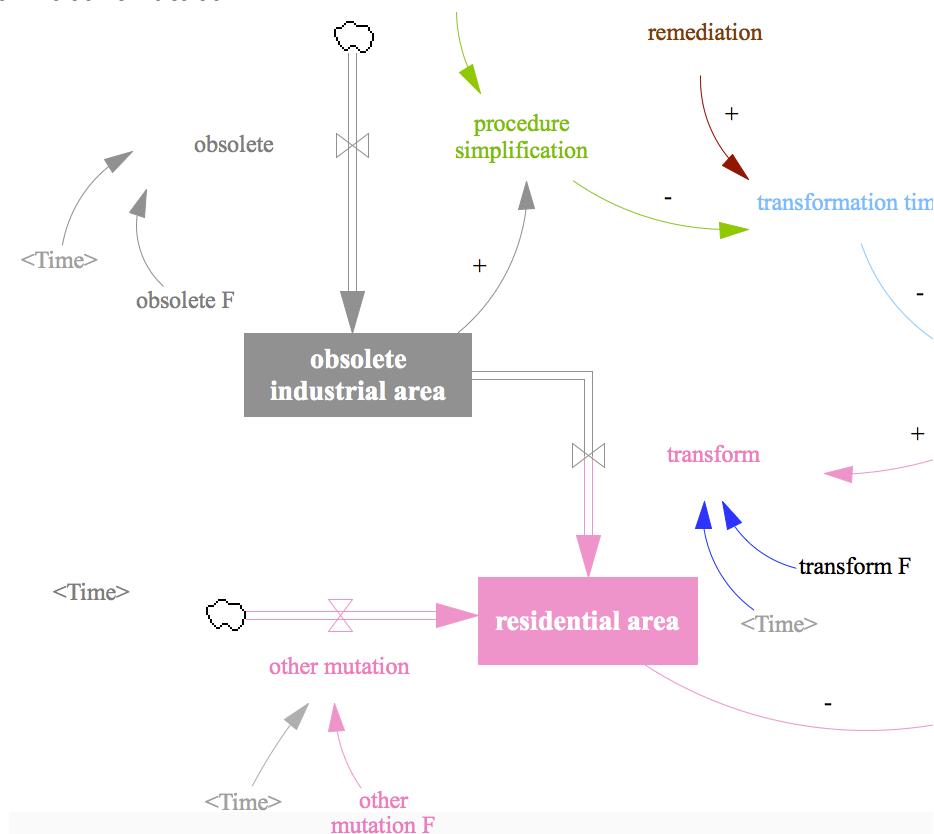 remediation
+
procedure
simplification
obsolete
-
transformation tim
<Time>
+
obsolete F
-
obsolete
industrial area
+
transform
transform F
<Time>
residential area
<Time>
other mutation
-
<Time>
other
mutation F